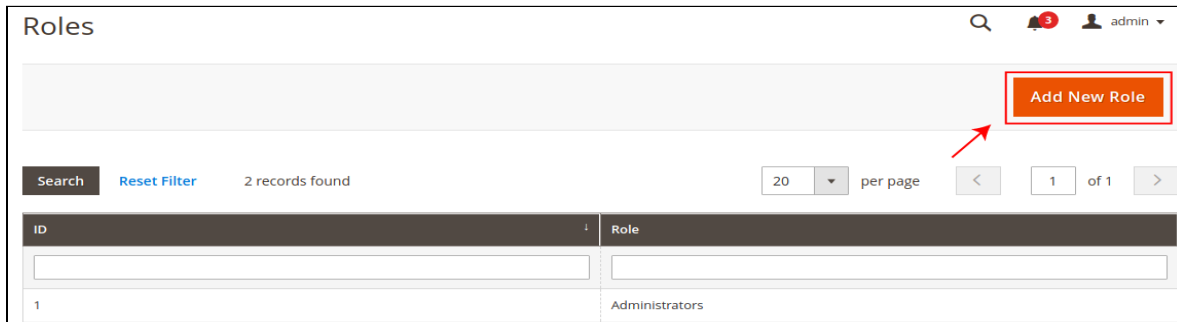 Roles
3
admin
Add New Role
Search Reset Filter 2 records found 20 per page 1 of 1
ID Role
1 Administrators